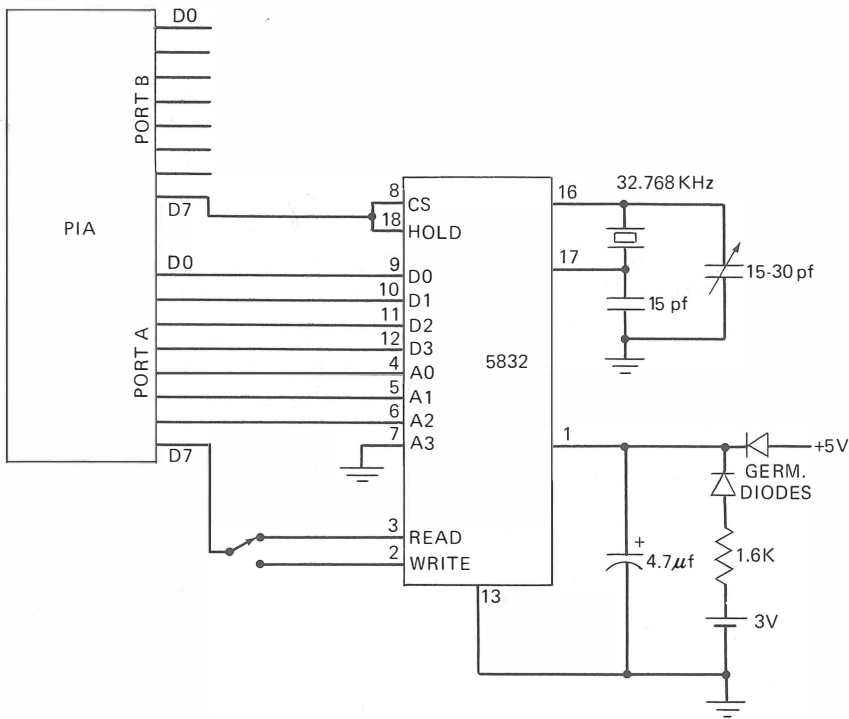 D0
PORT B
D7
PIA
D0
PORT A
D7
8
CS
18
HOLD
9
D0
10
D1
11
D2
12
D3
4
A0
5
A1
6
A2
7
A3
3
READ
2
WRITE
5832
13
16
32.768 KHz
17
15 pf
15-30 pf
1
+5V
GERM.
DIODES
+
4.7µf
1.6K
3V